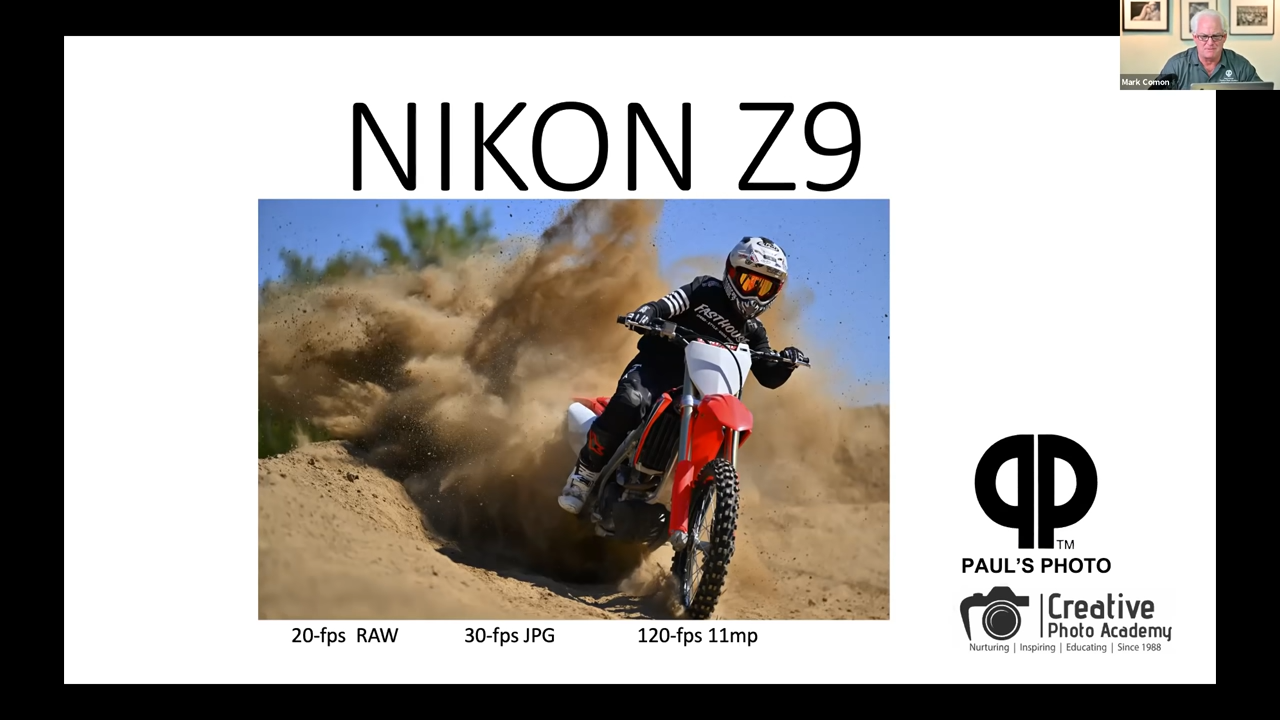 Mark Comon
NIKON Z9
FASTHOUSE
20-fps RAW
30-fps JPG
120-fps 11mp
TM
PAUL'S PHOTO
Creative
Photo Academy
Nurturing | Inspiring | Educating | Since 1988